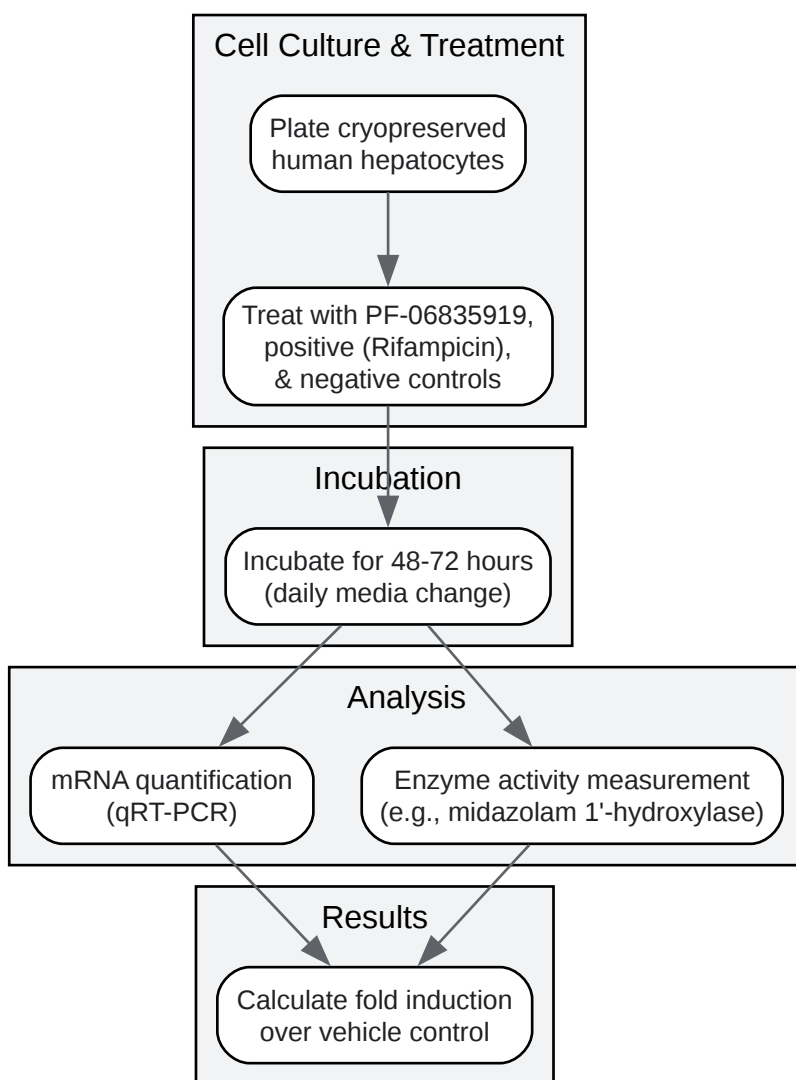 Cell Culture & Treatment
Plate cryopreserved
human hepatocytes
Treat with PF-06835919,
positive (Rifampicin),
& negative controls
Incubation
Incubate for 48-72 hours
(daily media change)
Analysis
mRNA quantification
(qRT-PCR)
Enzyme activity measurement
(e.g., midazolam 1'-hydroxylase)
Results
Calculate fold induction
over vehicle control